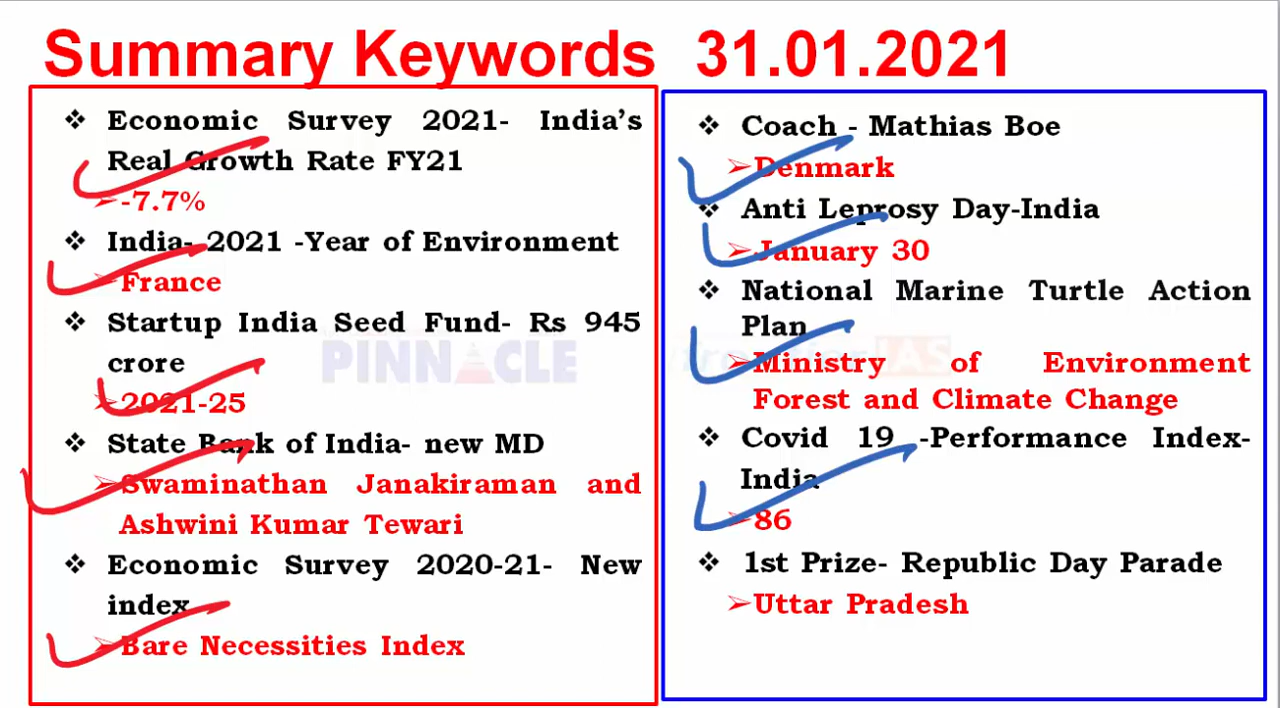 Summary Keywords 31.01.2021
❖ Economic Survey 2021- India's
Real Growth Rate FY21
➢-7.7%
❖ India- 2021 -Year of Environment
➢France
❖ Startup India Seed Fund- Rs 945
crore
➢2021-25
❖ State Bank of India- new MD
➢Swaminathan Janakiraman and
Ashwini Kumar Tewari
❖ Economic Survey 2020-21- New
index
➢Bare Necessities Index
❖ Coach - Mathias Boe
➢Denmark
❖ Anti Leprosy Day-India
➢January 30
❖ National Marine Turtle Action
Plan
➢Ministry of Environment
Forest and Climate Change
❖ Covid 19 -Performance Index-
India
➢86
❖ 1st Prize- Republic Day Parade
➢Uttar Pradesh
PINNACLE
IAS